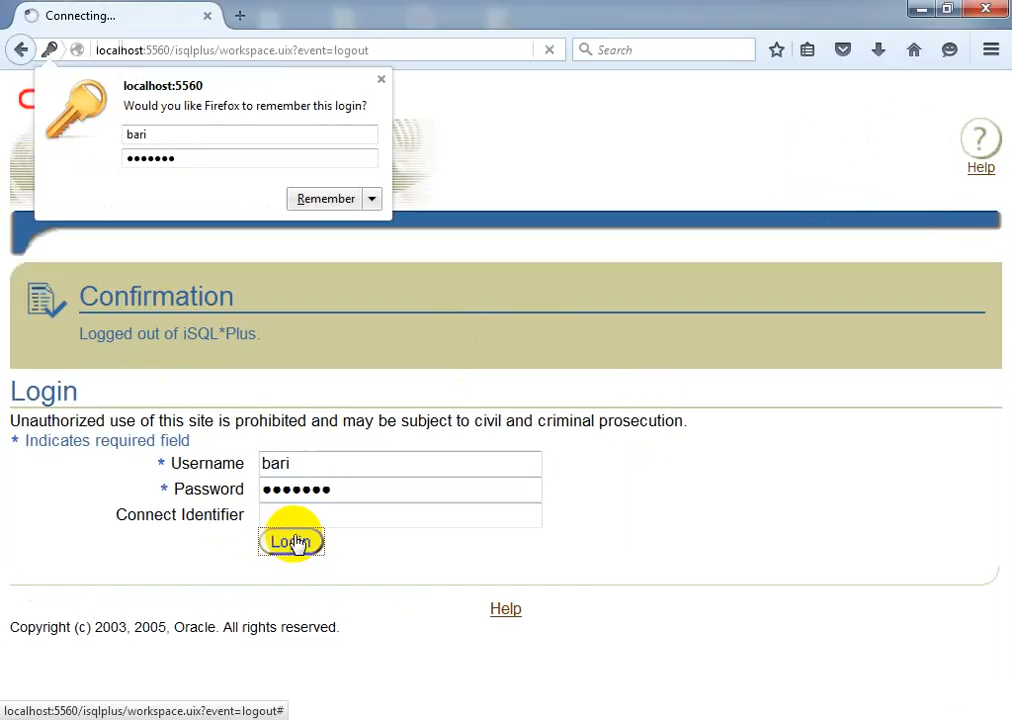 Connecting...
localhost:5560/isqlplus/workspace.uix?event=logout
Search
localhost:5560
Would you like Firefox to remember this login?
bari
•••••••
Remember
?
Help
Confirmation
Logged out of iSQL*Plus.
Login
Unauthorized use of this site is prohibited and may be subject to civil and criminal prosecution.
* Indicates required field
* Username bari
* Password •••••••
Connect Identifier
Login
Help
Copyright (c) 2003, 2005, Oracle. All rights reserved.
localhost:5560/isqlplus/workspace.uix?event=logout#